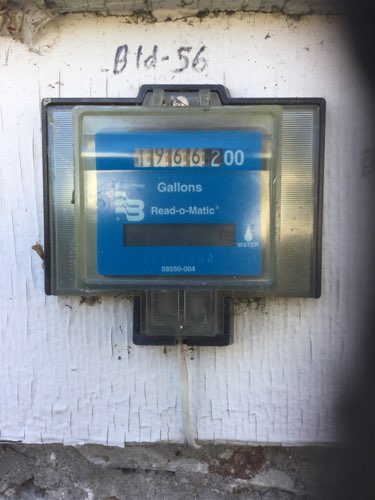 Bld-56
1966200
Gallons
Read-o-Matic®
WATER
S8550-004